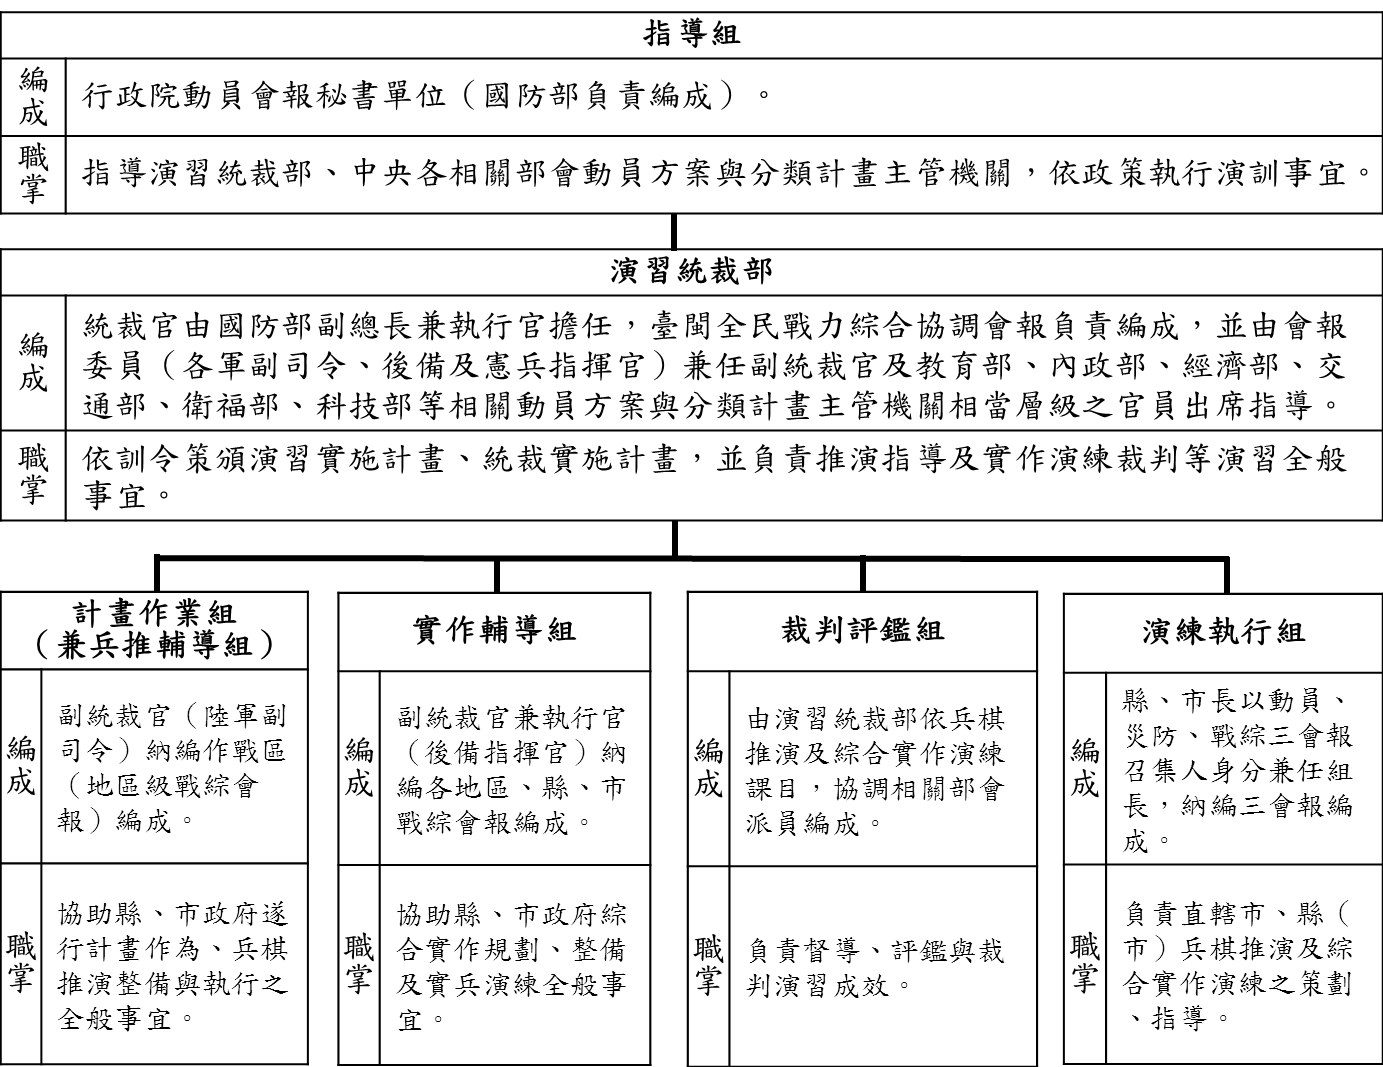 指導組
編成
行政院動員會報秘書單位（國防部負責編成）。
職掌
指導演習統裁部、中央各相關部會動員方案與分類計畫主管機關，依政策執行演訓事宜。
演習統裁部
編成
統裁官由國防部副總長兼執行官擔任，臺閩全民戰力綜合協調會報負責編成，並由會報
委員（各軍副司令、後備及憲兵指揮官）兼任副統裁官及教育部、內政部、經濟部、交
通部、衛福部、科技部等相關動員方案與分類計畫主管機關相當層級之官員出席指導。
職掌
依訓令策頒演習實施計畫、統裁實施計畫，並負責推演指導及實作演練裁判等演習全般
事宜。
計畫作業組
（兼兵推輔導組）
編成
副統裁官（陸軍副
司令）納編作戰區
（地區級戰綜會
報）編成。
職掌
協助縣、市政府遂
行計畫作為、兵棋
推演整備與執行之
全般事宜。
實作輔導組
編成
副統裁官兼執行官
（後備指揮官）納
編各地區、縣、市
戰綜會報編成。
職掌
協助縣、市政府綜
合實作規劃、整備
及實兵演練全般事
宜。
裁判評鑑組
編成
由演習統裁部依兵棋
推演及綜合實作演練
課目，協調相關部會
派員編成。
職掌
負責督導、評鑑與裁
判演習成效。
演練執行組
編成
縣、市長以動員、
災防、戰綜三會報
召集人身分兼任組
長，納編三會報編
成。
職掌
負責直轄市、縣（
市）兵棋推演及綜
合實作演練之策劃
、指導。